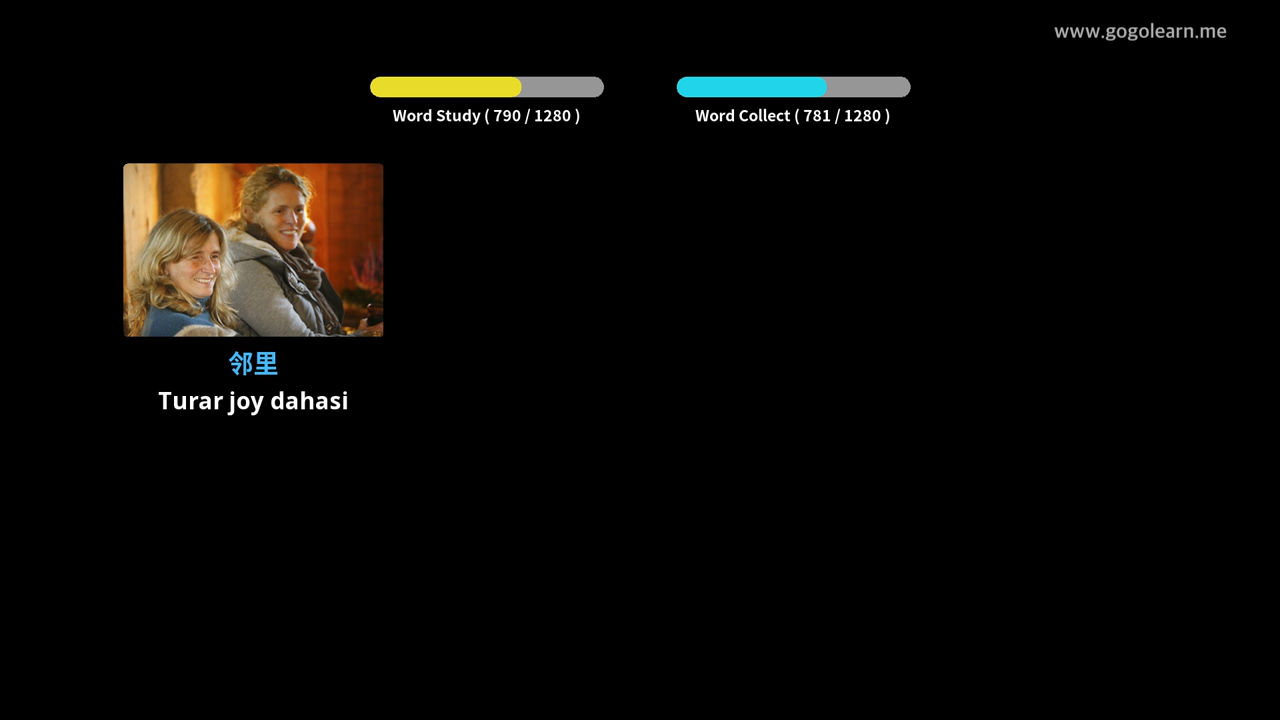 www.gogolearn.me
Word Study ( 790 / 1280 )
Word Collect ( 781 / 1280 )
邻里
Turar joy dahasi